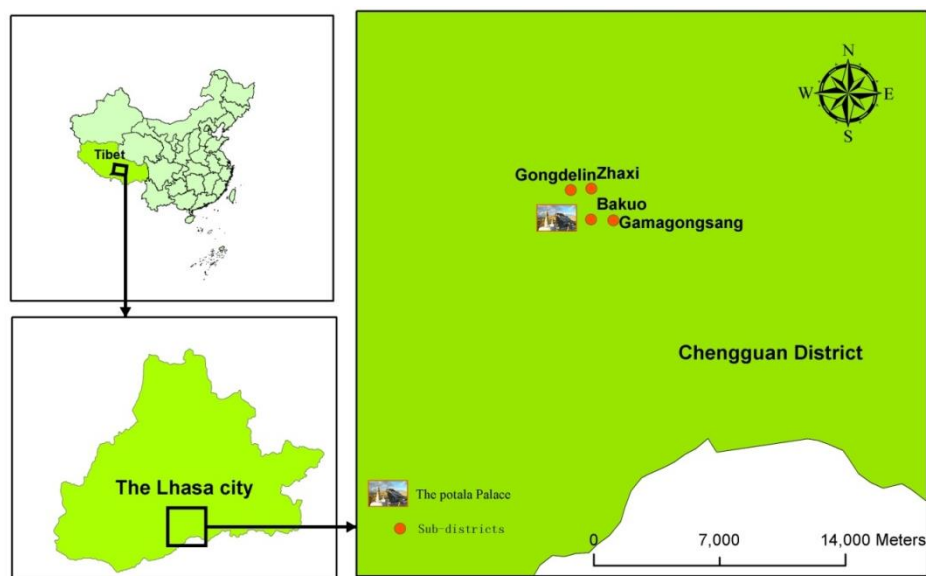 Tibet
The Lhasa city
N
W E
S
Gongdelin Zhaxi
Bakuo
Gamagongsang
Chengguan District
The potala Palace
Sub-districts
0 7,000 14,000 Meters